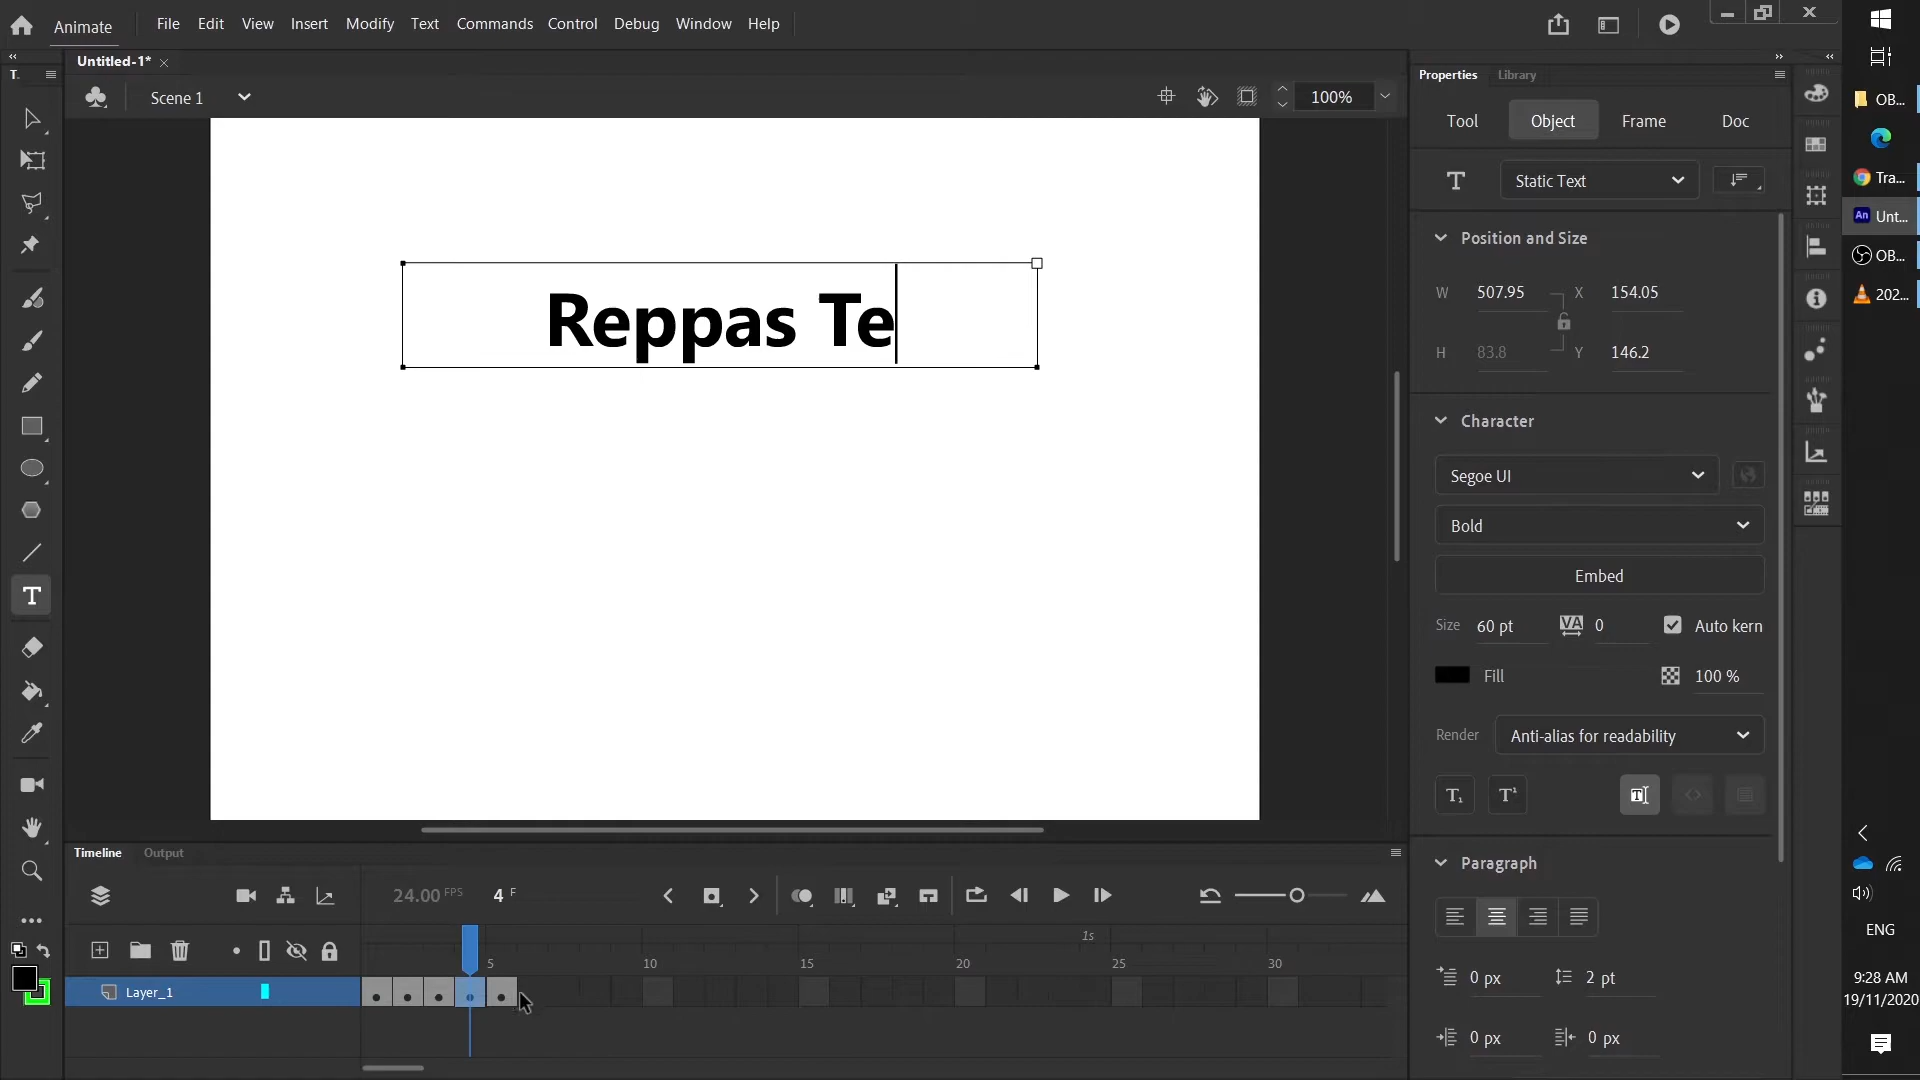 Animate File Edit View Insert Modify Text Commands Control Debug Window Help
Untitled-1*
Scene 1
100%
Reppas Te
Properties Library
Tool Object Frame Doc
T Static Text
Position and Size
W 507.95 X 154.05
H 83.8 Y 146.2
Character
Segoe UI
Bold
Embed
Size 60 pt VA 0 Auto kern
Fill 100 %
Render Anti-alias for readability
Paragraph
0 px 2 pt
0 px 0 px
Timeline Output
24.00 FPS 4 F
1s
5 10 15 20 25 30
Layer_1
OB...
Tra...
An Unt...
OB...
202...
ENG
9:28 AM
19/11/2020